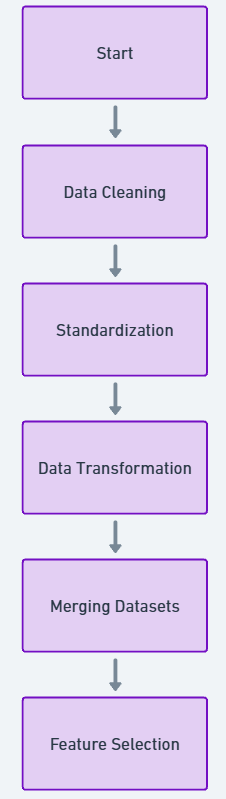 Start
Data Cleaning
Standardization
Data Transformation
Merging Datasets
Feature Selection